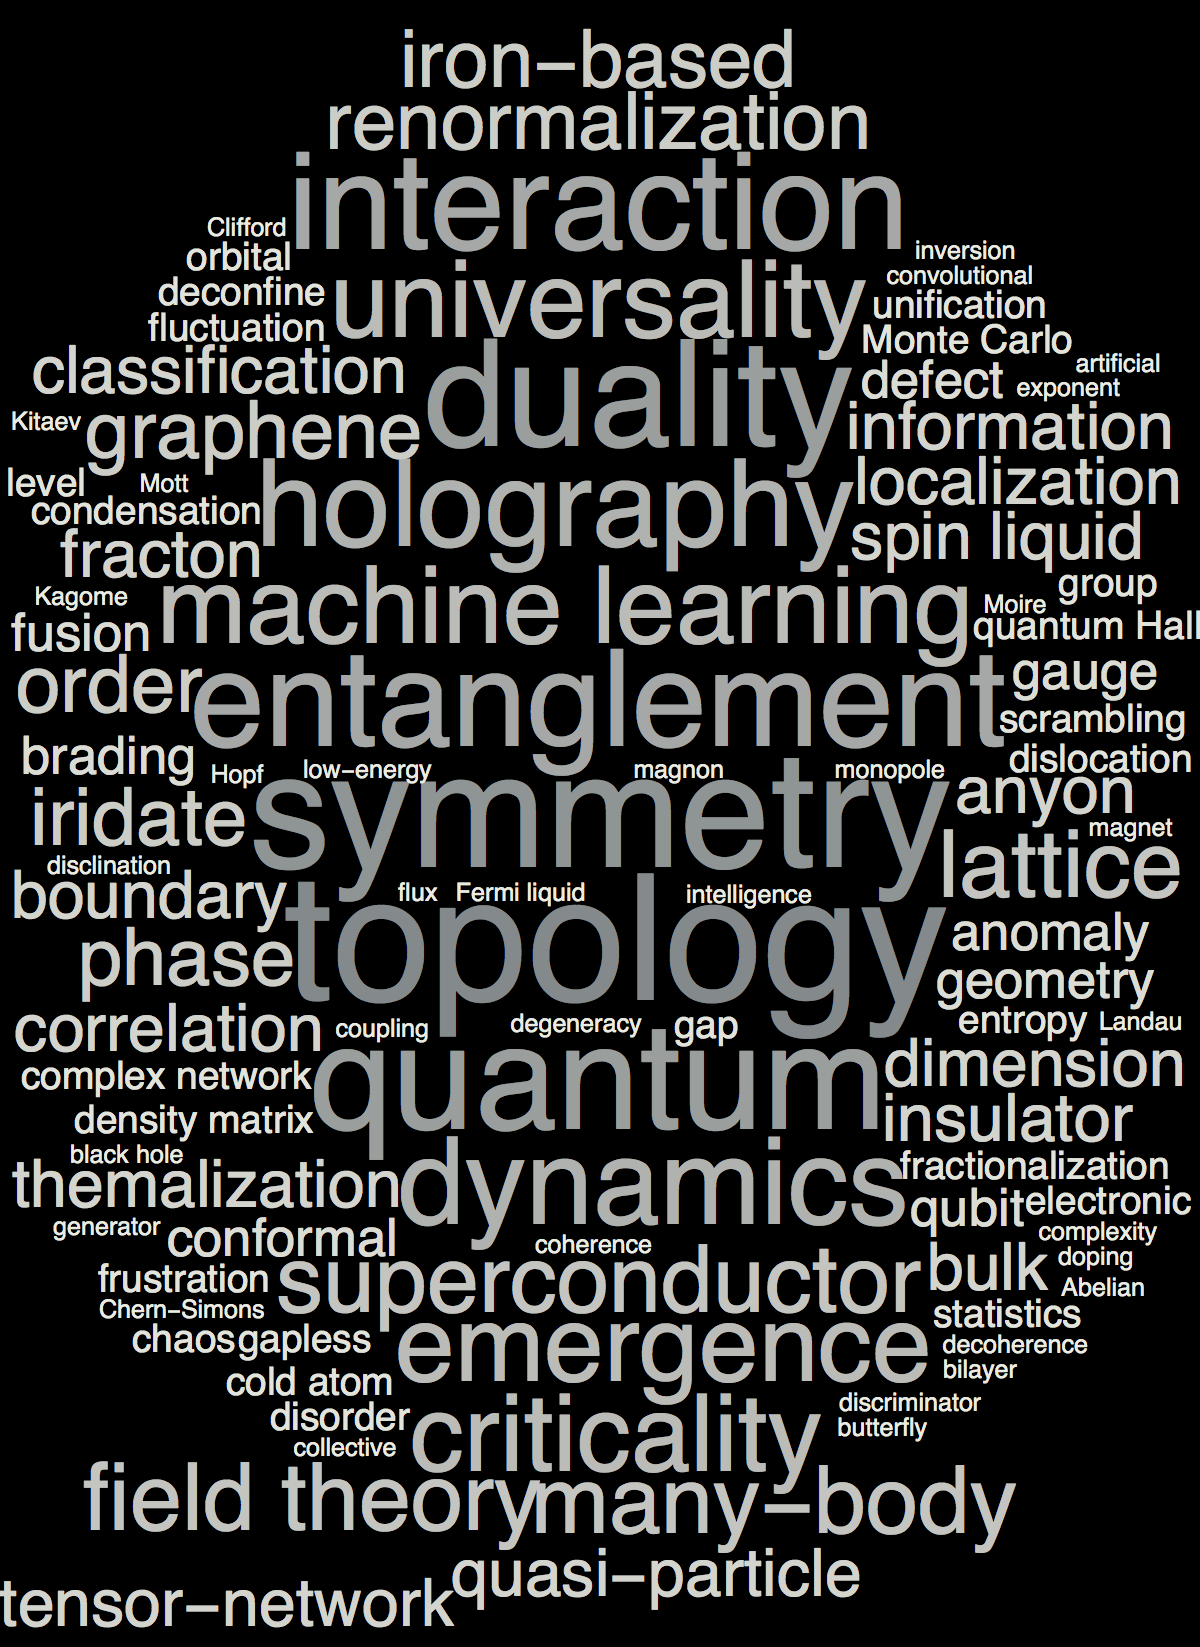 iron-based
renormalization
interaction
Clifford
orbital
inversion
convolutional
deconfine
universality
unification
fluctuation
Monte Carlo
classification
duality
artificial
defect
exponent
Kitaev
graphene
information
level
Mott
holography
localization
condensation
spin liquid
fracton
group
Kagome
machine learning
Moire
fusion
quantum Hall
order
entanglement
gauge
scrambling
brading
dislocation
Hopf
low-energy
magnon
monopole
symmetry
anyon
iridate
magnet
disclination
lattice
boundary
flux
Fermi liquid
intelligence
topology
anomaly
phase
geometry
correlation
coupling
degeneracy
gap
entropy
Landau
complex network
quantum
dimension
density matrix
insulator
black hole
themalization
dynamics
fractionalization
qubit
electronic
generator
conformal
coherence
complexity
frustration
superconductor
bulk
doping
Abelian
Chern-Simons
statistics
chaos
gapless
emergence
decoherence
bilayer
cold atom
disorder
criticality
discriminator
butterfly
collective
field theory
many-body
quasi-particle
tensor-network